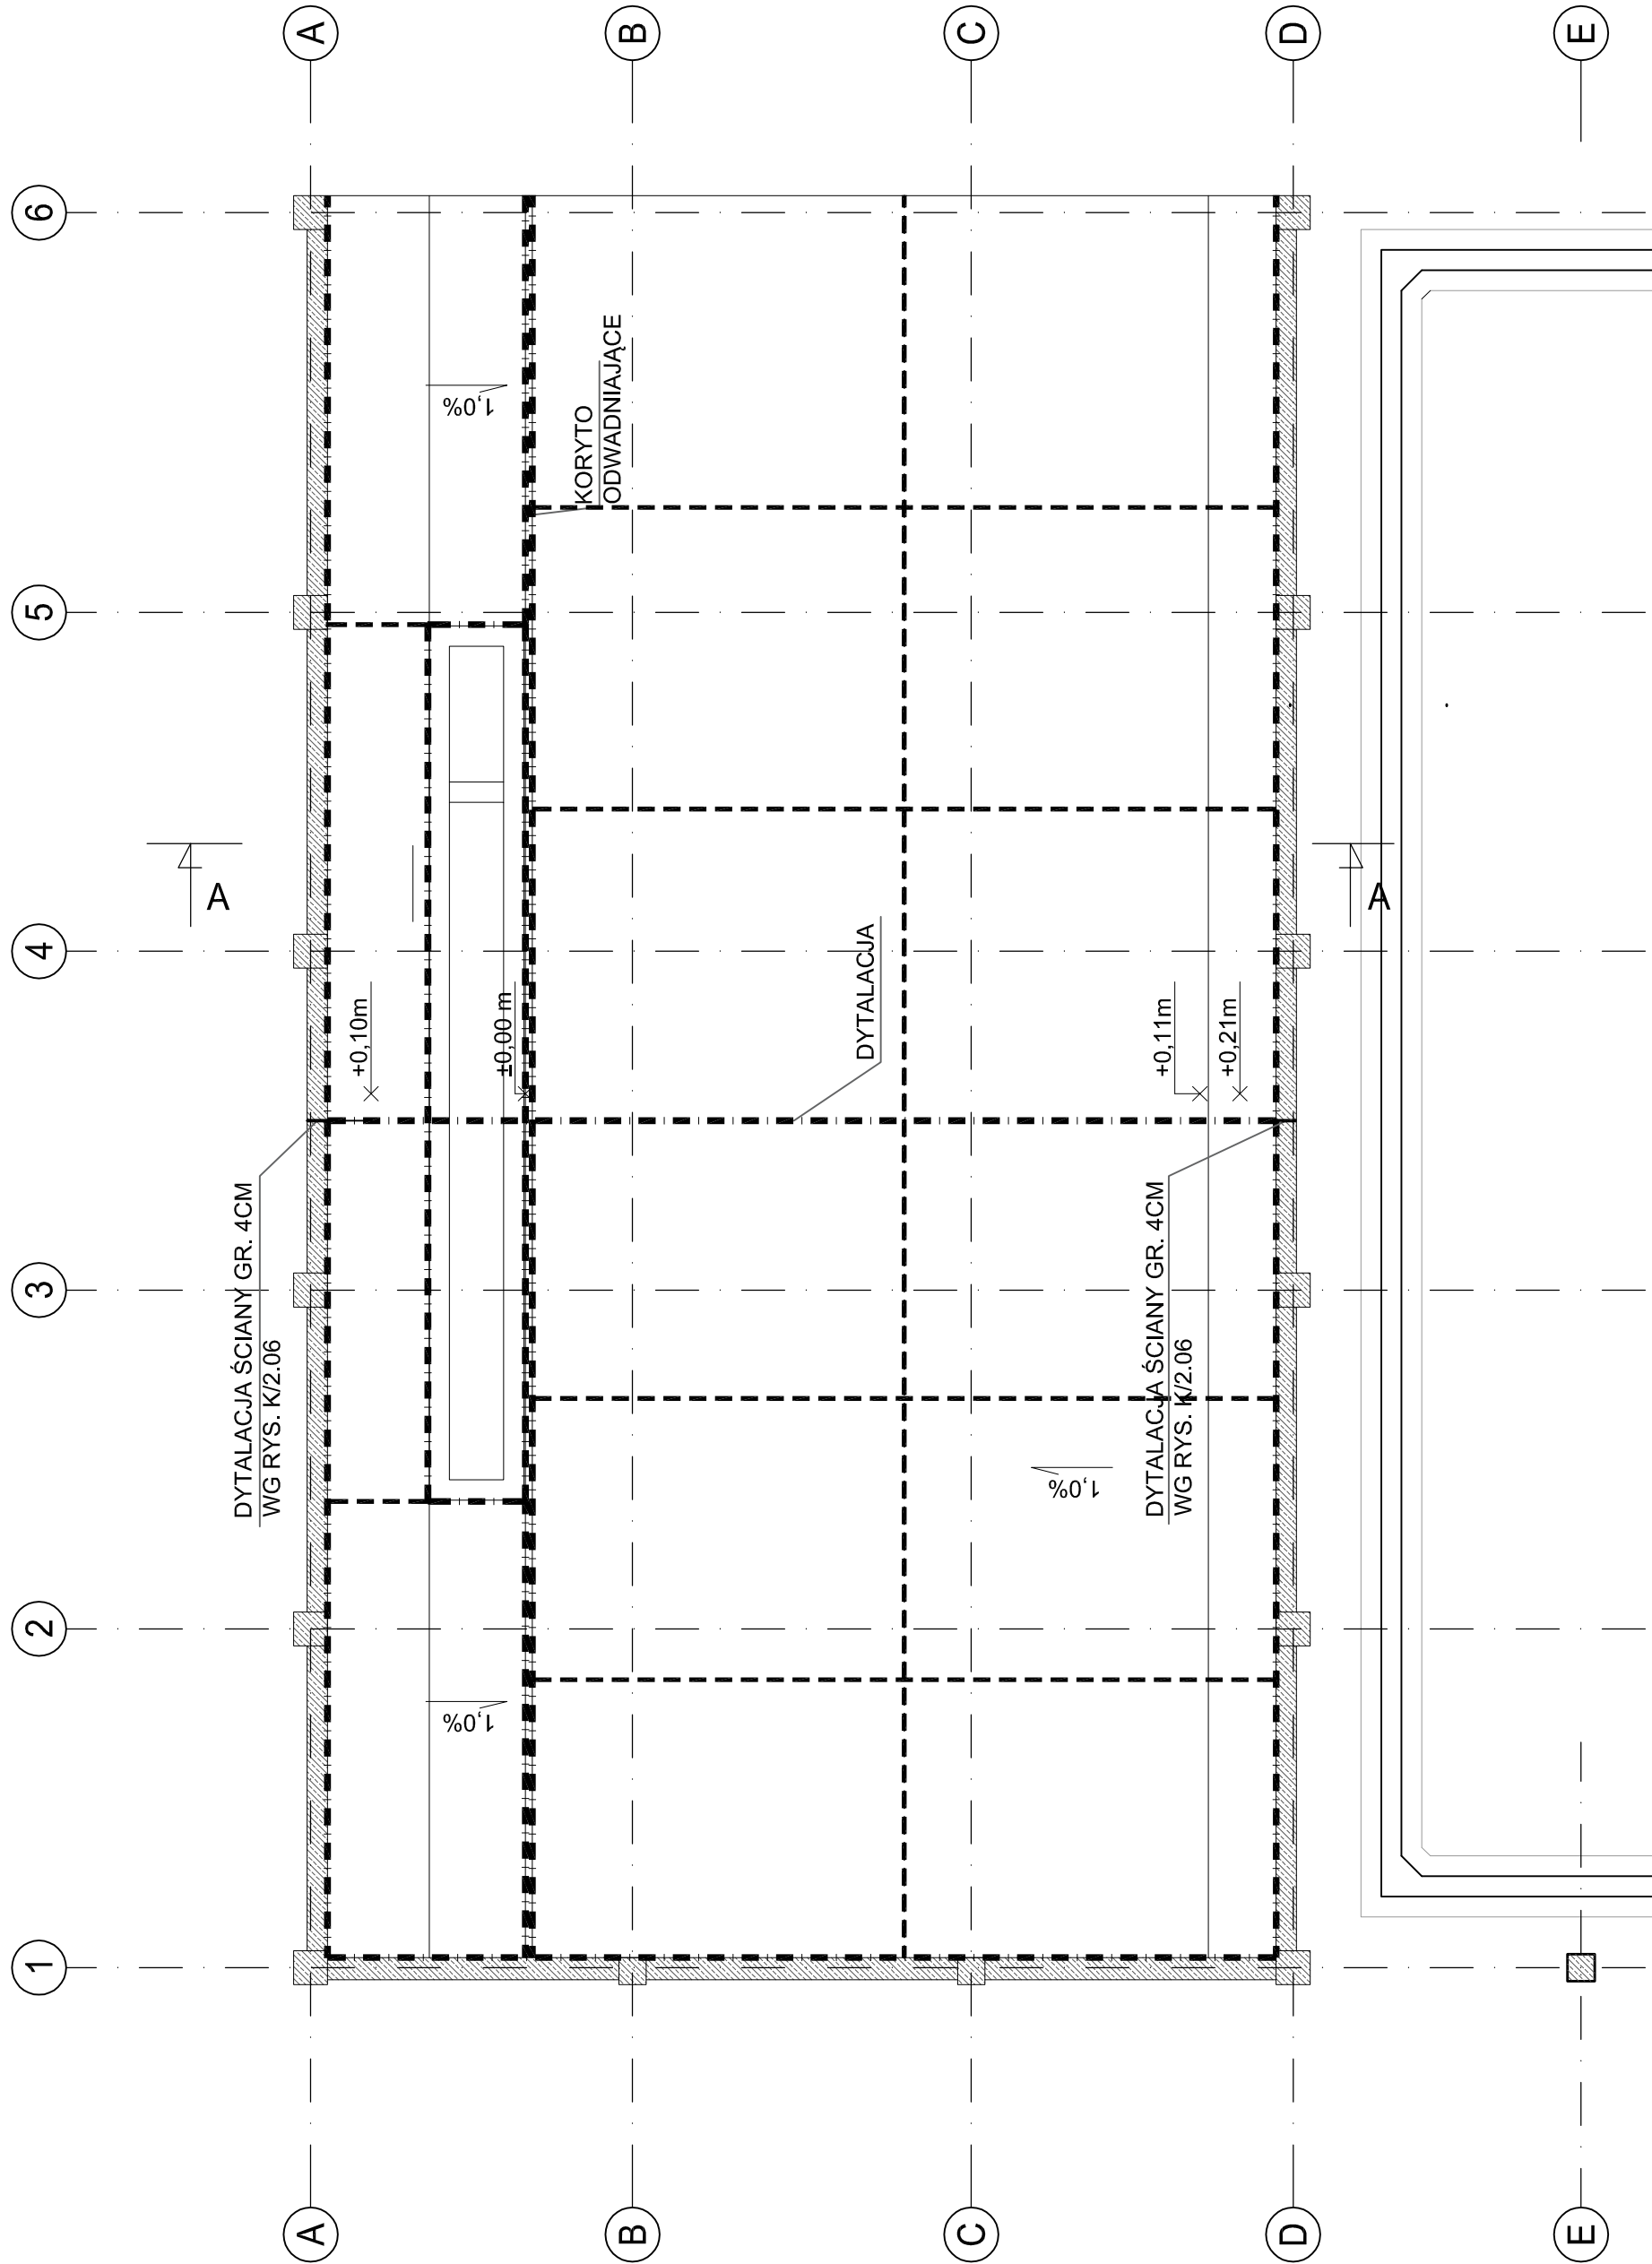 A
B
C
D
E
6
5
4
3
2
1
1,0%
KORYTO
ODWADNIAJĄCE
A
A
+0,10m
±0,00 m
DYTALACJA
+0,11m
+0,21m
DYTALACJA ŚCIANY GR. 4CM
WG RYS. K/2.06
DYTALACJA ŚCIANY GR. 4CM
WG RYS. K/2.06
1,0%
1,0%
A
B
C
D
E